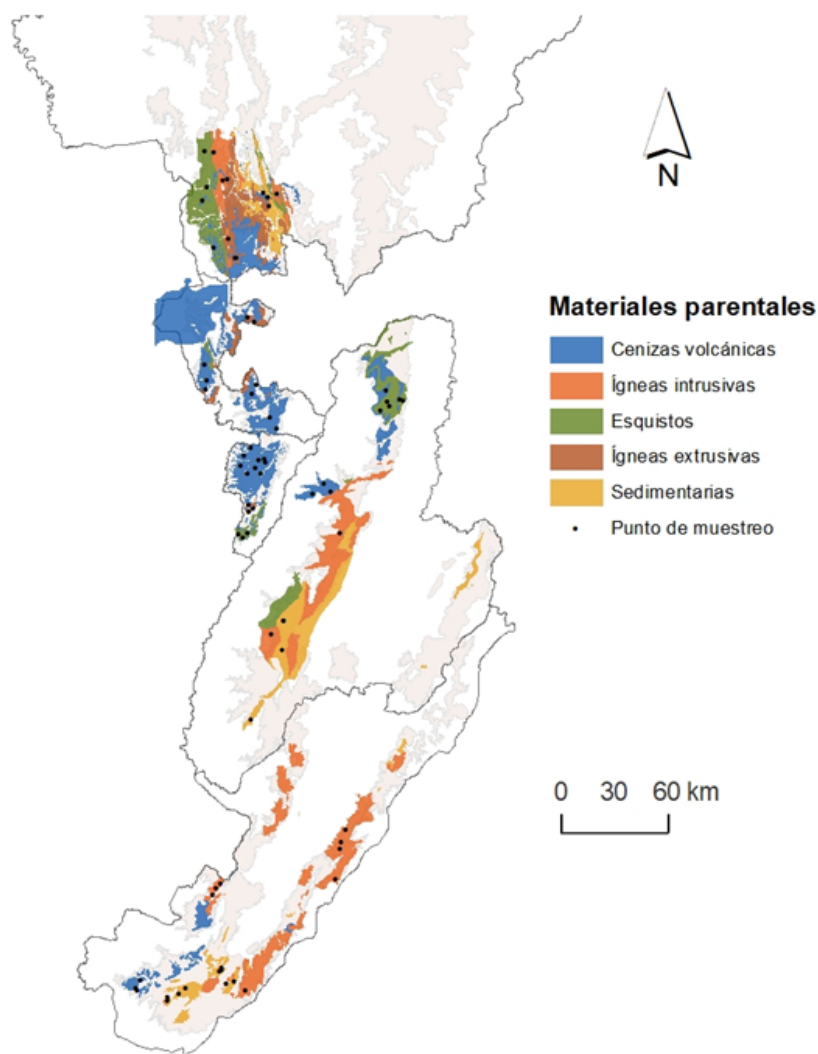 N
Materiales parentales
Cenizas volcánicas
Ígneas intrusivas
Esquistos
Ígneas extrusivas
Sedimentarias
Punto de muestreo
0 30 60 km